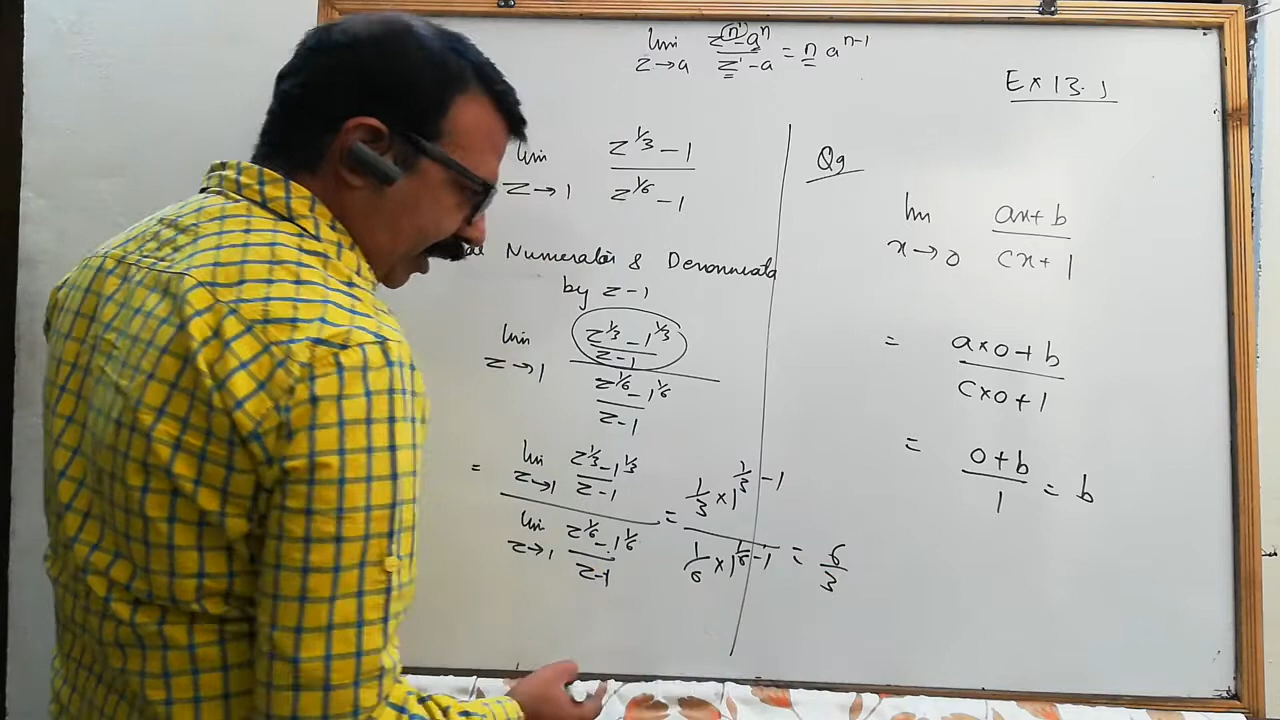 lim z→a (z^n - a^n)/(z' - a) = n a^(n-1)
Ex 13.1
lim z→1 (z^(1/3) - 1)/(z^(1/6) - 1)
Numerator & Denominator
by z-1
lim z→1 ((z^(1/3) - 1^(1/3))/(z-1))/((z^(1/6) - 1^(1/6))/(z-1))
= (lim z→1 (z^(1/3) - 1^(1/3))/(z-1))/(lim z→1 (z^(1/6) - 1^(1/6))/(z-1)) = (1/3 × 1^(1/3 - 1))/(1/6 × 1^(1/6 - 1)) = 6/3
Q9
lim x→0 (ax+b)/(cx+1)
= (a×0+b)/(c×0+1)
= (0+b)/1 = b